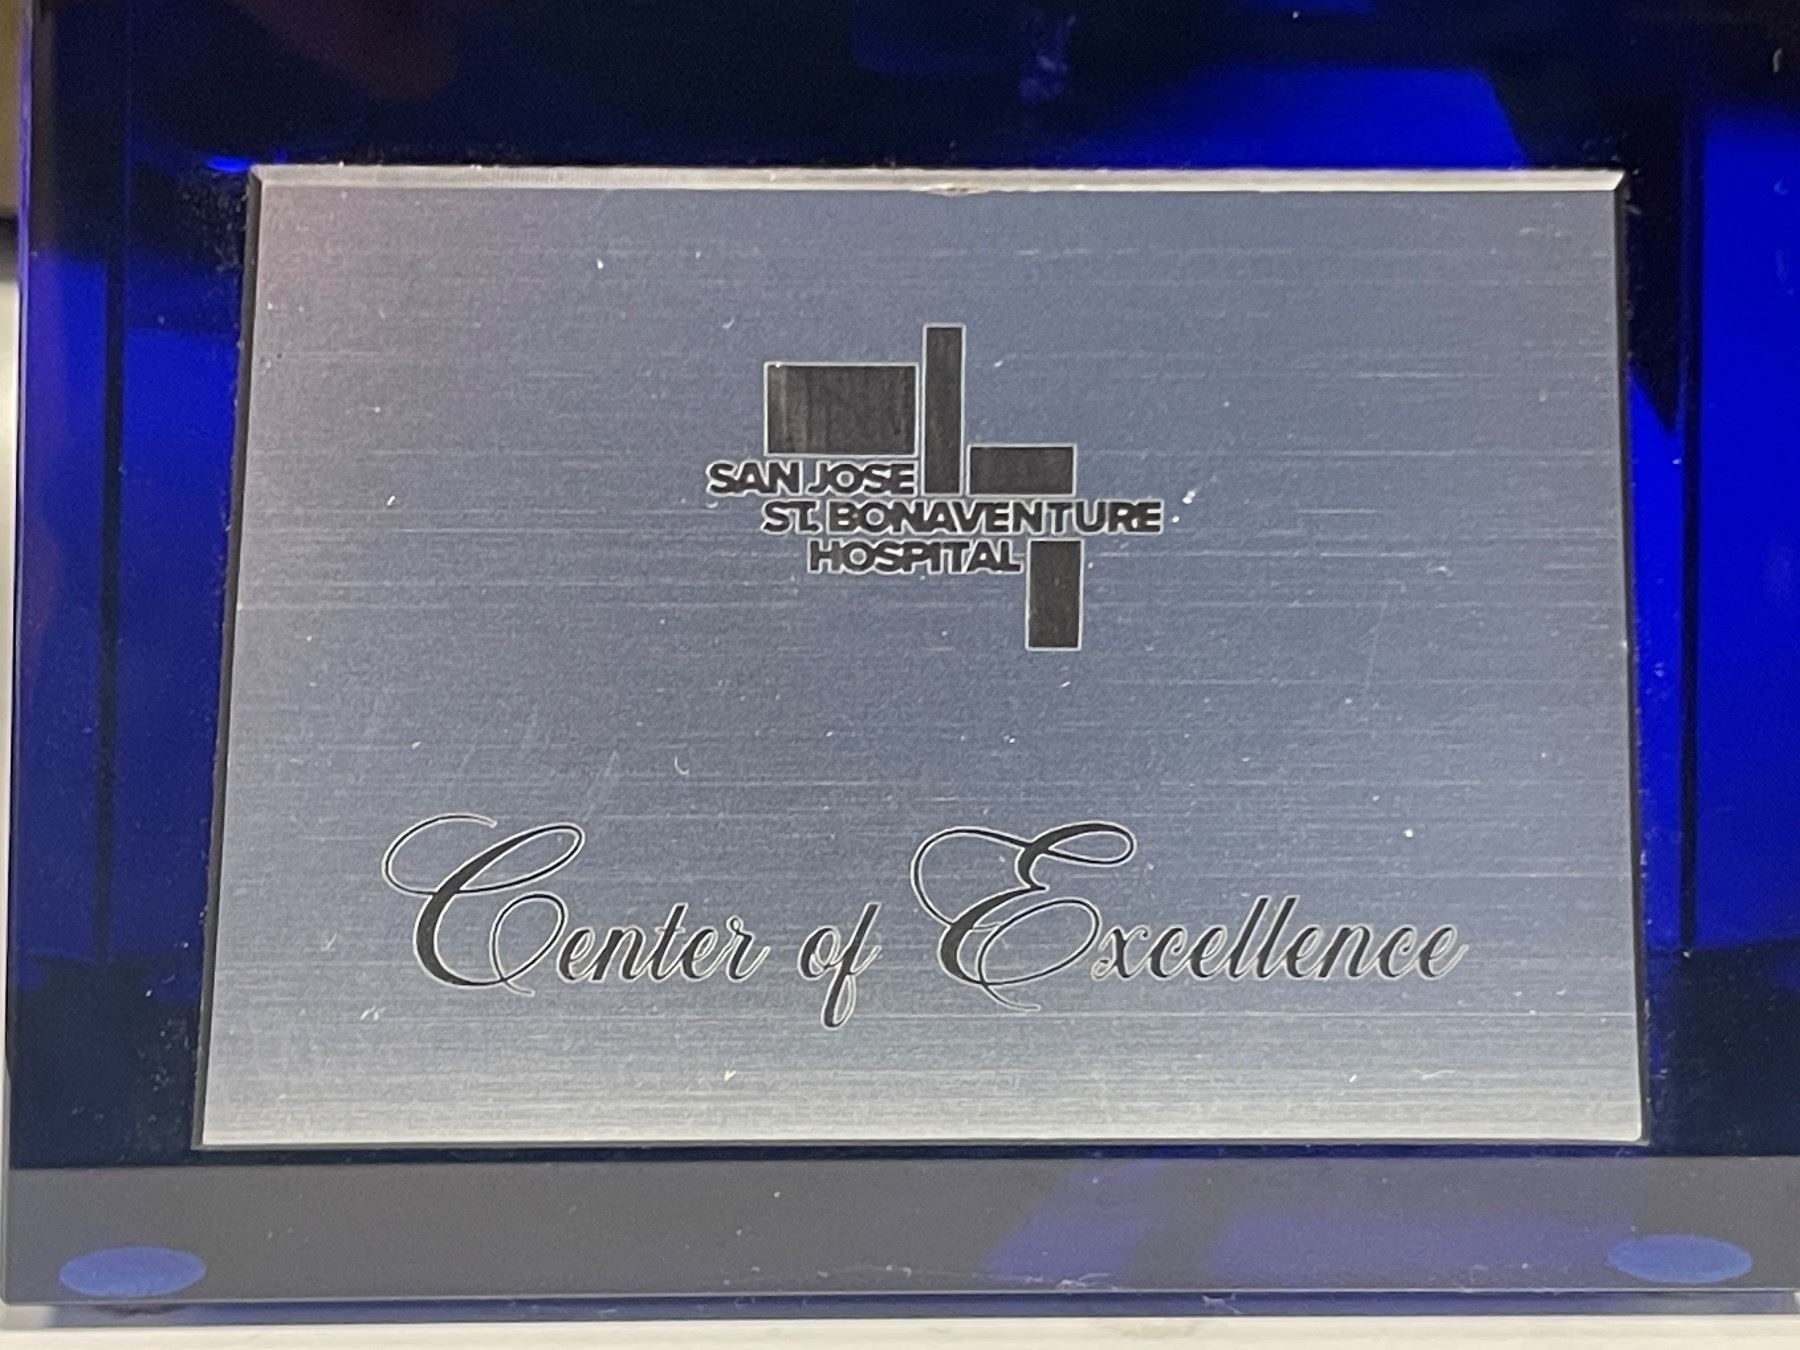 SAN JOSE
ST. BONAVENTURE
HOSPITAL
Center of Excellence